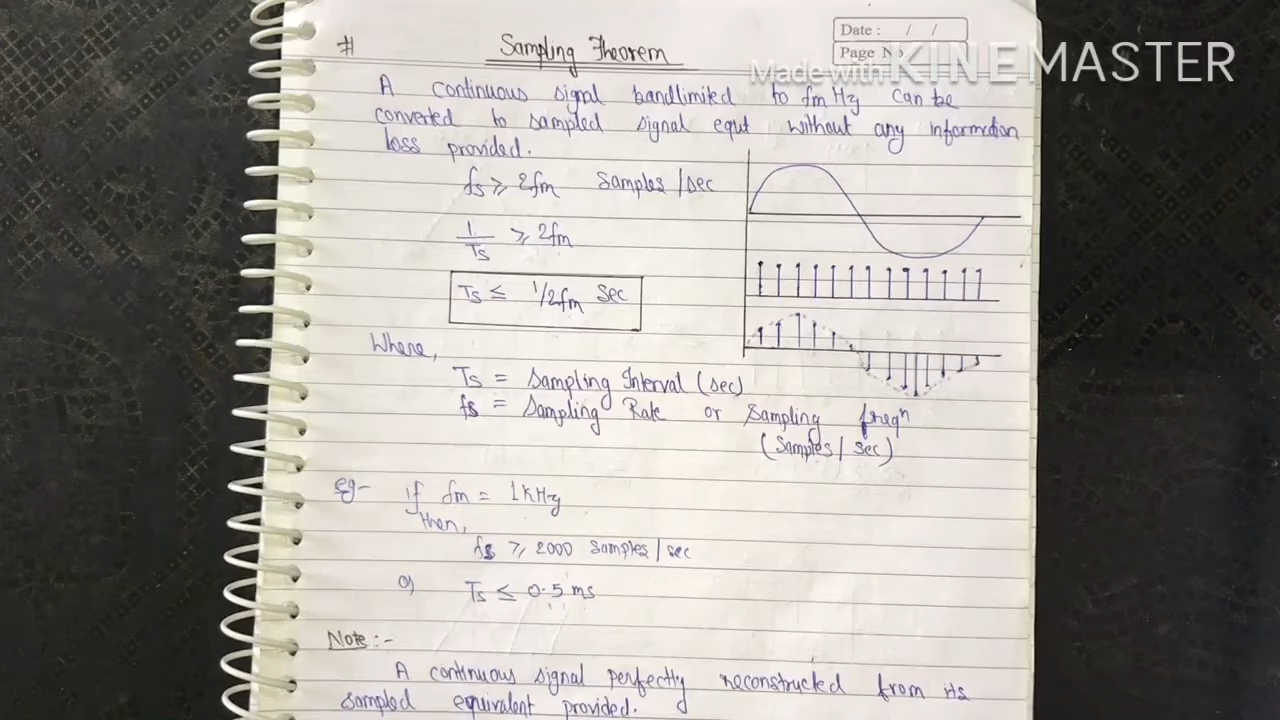 Date : / /
Page No
Made with KINEMASTER
# Sampling Theorem
A continuous signal bandlimited to fm Hz can be
converted to sampled signal equt without any information
loss provided.
fs ≥ 2fm Samples/sec
1/Ts ≥ 2fm
Ts ≤ 1/2fm Sec
Where,
Ts = Sampling Interval (sec)
fs = Sampling Rate or Sampling freqⁿ
(Samples/sec)
eg- if fm = 1kHz
then,
fs ≥ 2000 Samples/sec
Ts ≤ 0.5 ms
Note :-
A continuous signal perfectly reconstructed from its
sampled equivalent provided.